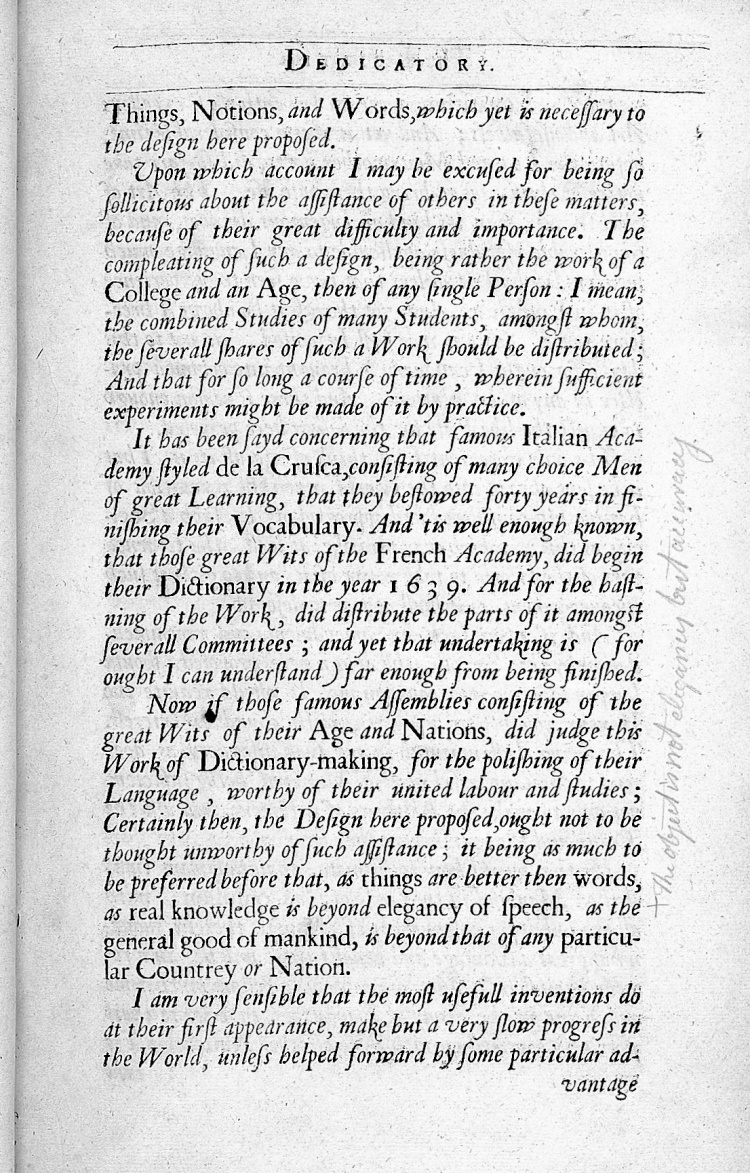 DEDICATORY.
Things, Notions, and Words, which yet is neceſſary to
the deſign here propoſed.
Upon which account I may be excuſed for being ſo
ſollicitous about the aſſiſtance of others in theſe matters,
becauſe of their great difficulty and importance. The
compleating of ſuch a deſign, being rather the work of a
College and an Age, then of any ſingle Perſon: I mean,
the combined Studies of many Students, amongſt whom,
the ſeverall ſhares of ſuch a Work ſhould be diſtributed;
And that for ſo long a courſe of time, wherein ſufficient
experiments might be made of it by practice.
It has been ſayd concerning that famous Italian Aca-
demy ſtyled de la Cruſca, conſiſting of many choice Men
of great Learning, that they beſtowed forty years in fi-
niſhing their Vocabulary. And 'tis well enough known,
that thoſe great Wits of the French Academy, did begin
their Dictionary in the year 1639. And for the haſt-
ning of the Work, did diſtribute the parts of it amongſt
ſeverall Committees; and yet that undertaking is (for
ought I can underſtand) far enough from being finiſhed.
Now if thoſe famous Aſſemblies conſiſting of the
great Wits of their Age and Nations, did judge this
Work of Dictionary-making, for the poliſhing of their
Language, worthy of their united labour and ſtudies;
Certainly then, the Deſign here propoſed, ought not to be
thought unworthy of ſuch aſſiſtance; it being as much to
be preferred before that, as things are better then words,
as real knowledge is beyond elegancy of ſpeech, as the
general good of mankind, is beyond that of any particu-
lar Countrey or Nation.
I am very ſenſible that the moſt uſefull inventions do
at their firſt appearance, make but a very ſlow progreſs in
the World, unleſs helped forward by ſome particular ad-
vantage
+ The object is not elegancy but accuracy